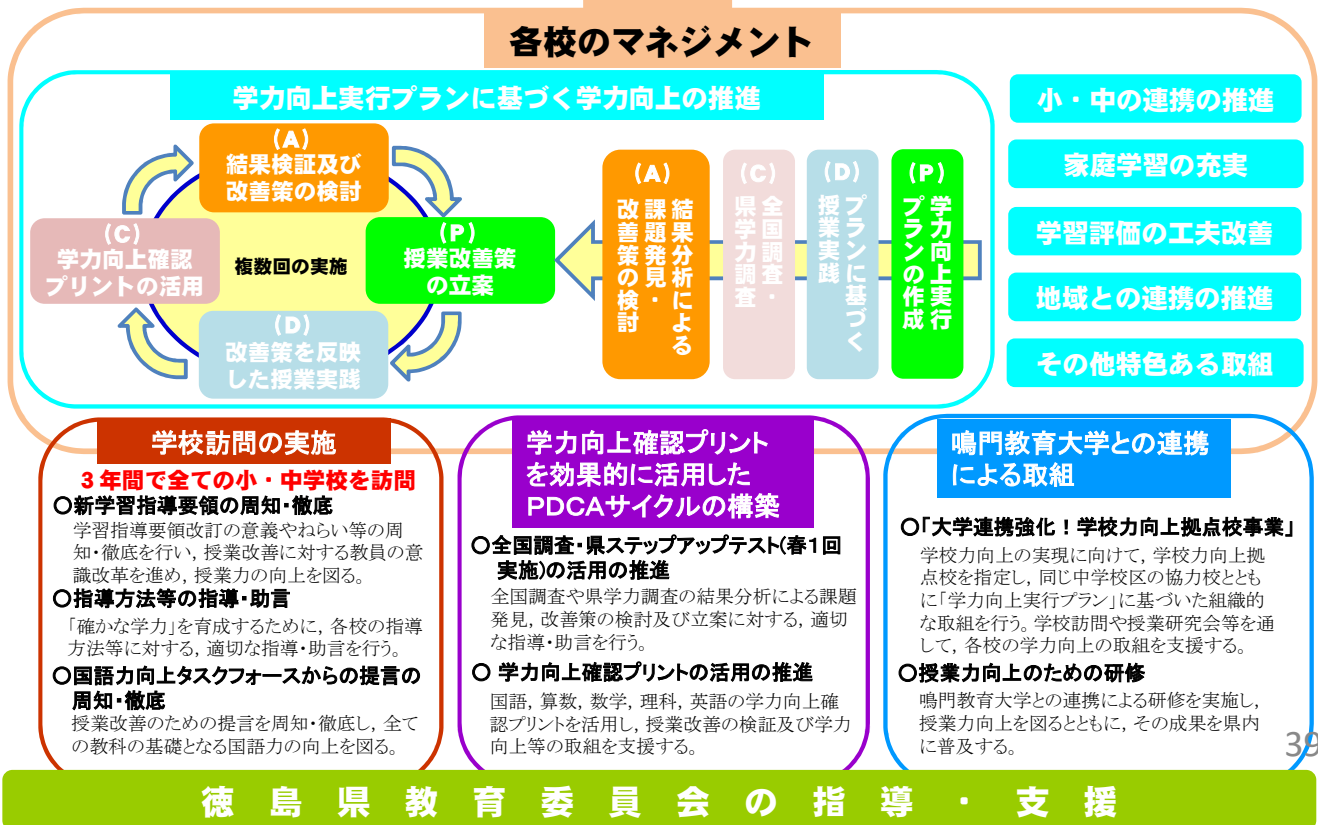 各校のマネジメント
学力向上実行プランに基づく学力向上の推進
(A)
結果検証及び
改善策の検討
(C)
学力向上確認
プリントの活用
複数回の実施
(P)
授業改善策
の立案
(D)
改善策を反映
した授業実践
(A)
結果分析による
課題発見・
改善策の検討
(C)
全国調査・
県学力調査
(D)
プランに基づく
授業実践
(P)
学力向上実行
プランの作成
小・中の連携の推進
家庭学習の充実
学習評価の工夫改善
地域との連携の推進
その他特色ある取組
学校訪問の実施
3年間で全ての小・中学校を訪問
○新学習指導要領の周知・徹底
学習指導要領改訂の意義やねらい等の周
知・徹底を行い，授業改善に対する教員の意
識改革を進め，授業力の向上を図る。
○指導方法等の指導・助言
「確かな学力」を育成するために，各校の指導
方法等に対する，適切な指導・助言を行う。
○国語力向上タスクフォースからの提言の
周知・徹底
授業改善のための提言を周知・徹底し，全て
の教科の基礎となる国語力の向上を図る。
学力向上確認プリント
を効果的に活用した
PDCAサイクルの構築
○全国調査・県ステップアップテスト(春1回
実施)の活用の推進
全国調査や県学力調査の結果分析による課題
発見，改善策の検討及び立案に対する，適切
な指導・助言を行う。
○ 学力向上確認プリントの活用の推進
国語，算数，数学，理科，英語の学力向上確
認プリントを活用し，授業改善の検証及び学力
向上等の取組を支援する。
鳴門教育大学との連携
による取組
○「大学連携強化！学校力向上拠点校事業」
学校力向上の実現に向けて，学校力向上拠
点校を指定し，同じ中学校区の協力校ととも
に「学力向上実行プラン」に基づいた組織的
な取組を行う。学校訪問や授業研究会等を通
して，各校の学力向上の取組を支援する。
○授業力向上のための研修
鳴門教育大学との連携による研修を実施し，
授業力向上を図るとともに，その成果を県内
に普及する。
39
徳島県教育委員会の指導・支援